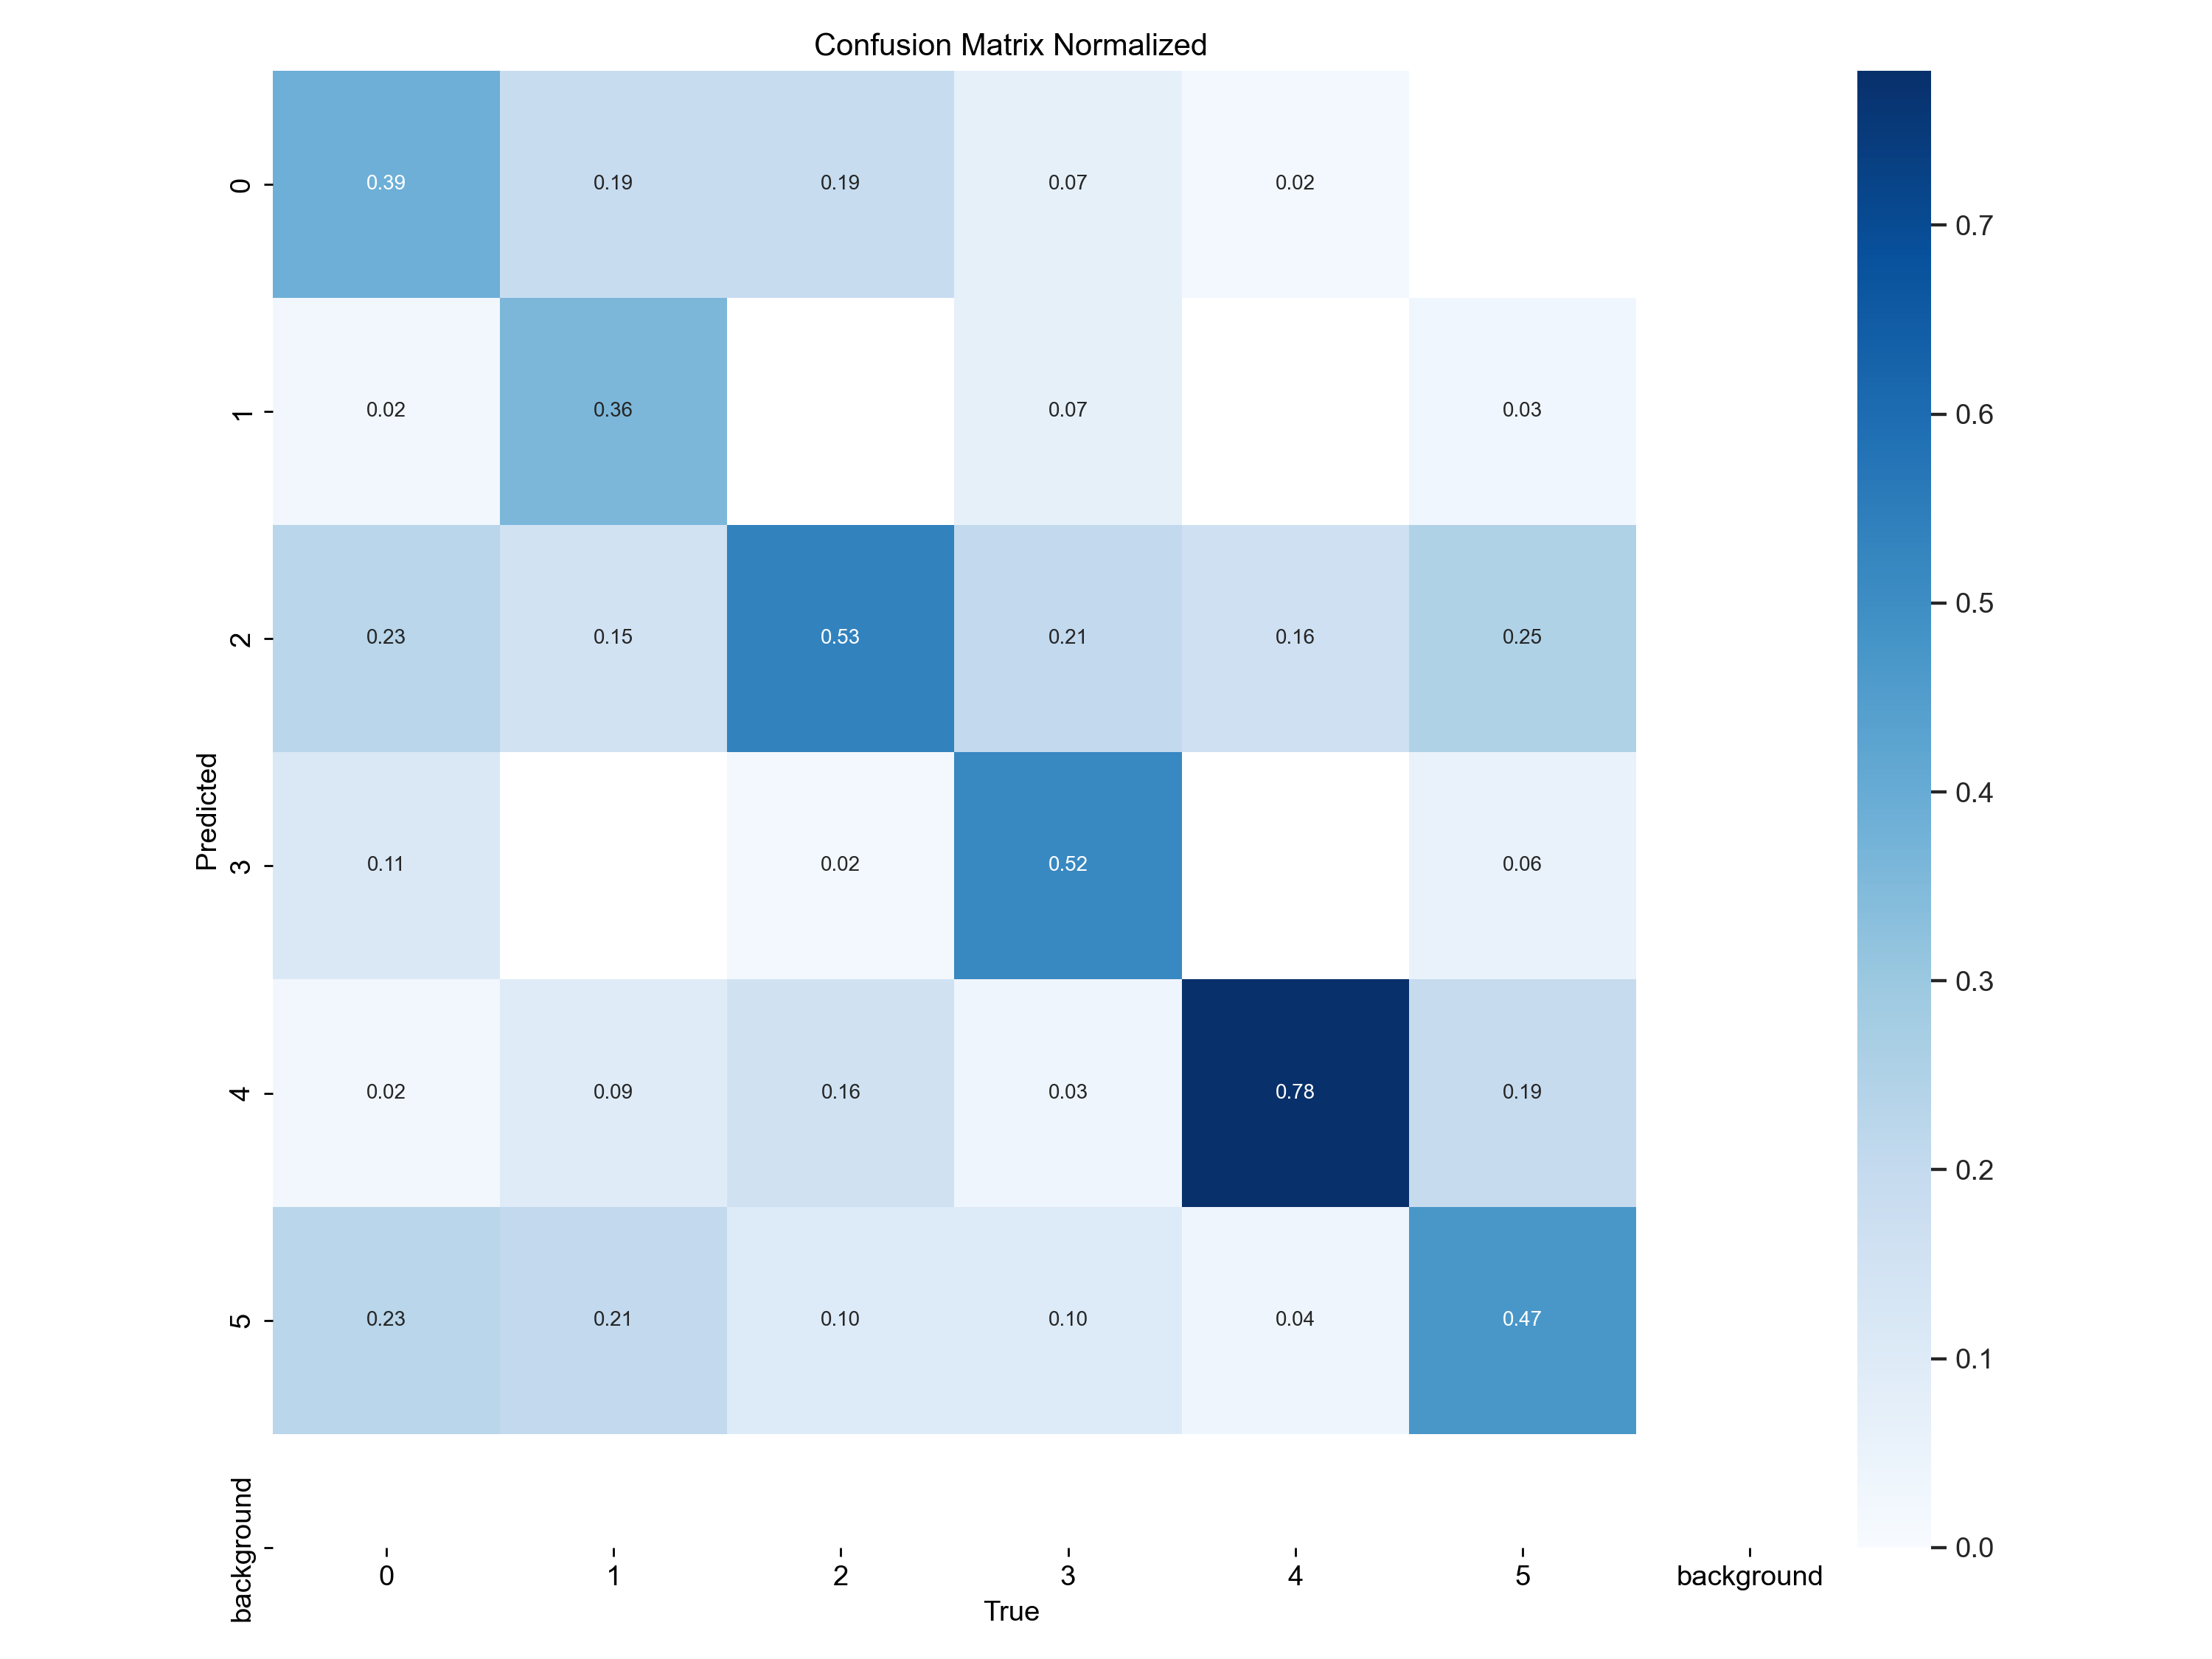 Confusion Matrix Normalized
0 0.39 0.19 0.19 0.07 0.02
1 0.02 0.36 0.07 0.03
2 0.23 0.15 0.53 0.21 0.16 0.25
3 0.11 0.02 0.52 0.06
4 0.02 0.09 0.16 0.03 0.78 0.19
5 0.23 0.21 0.10 0.10 0.04 0.47
background
Predicted
0 1 2 3 4 5 background
True
0.7
0.6
0.5
0.4
0.3
0.2
0.1
0.0